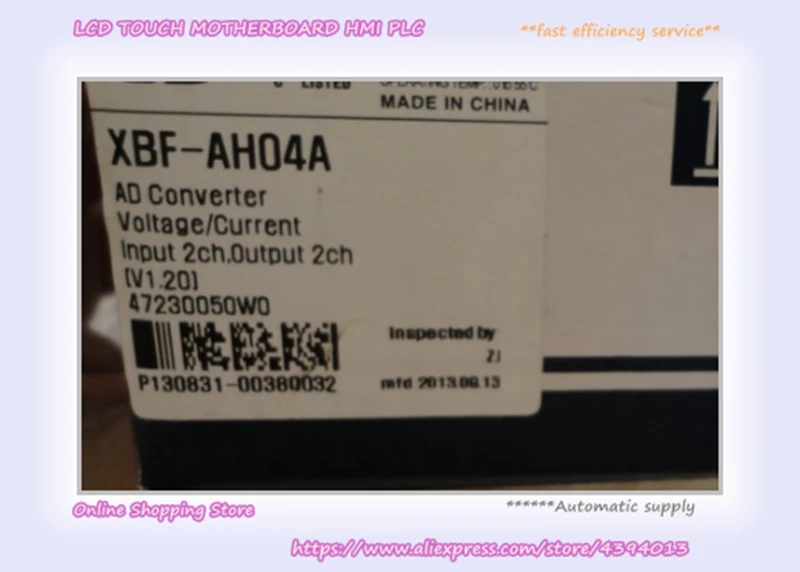 LCD TOUCH MOTHERBOARD HMI PLC
**fast efficiency service**
LISTED
MADE IN CHINA
XBF-AH04A
AD Converter
Voltage/Current
Input 2ch,Output 2ch
(V1.20)
47230050W0
Inspected by
ZJ
P130831-00380032
mfd 2013.09.13
Online Shopping Store
******Automatic supply
https://www.aliexpress.com/store/4394013